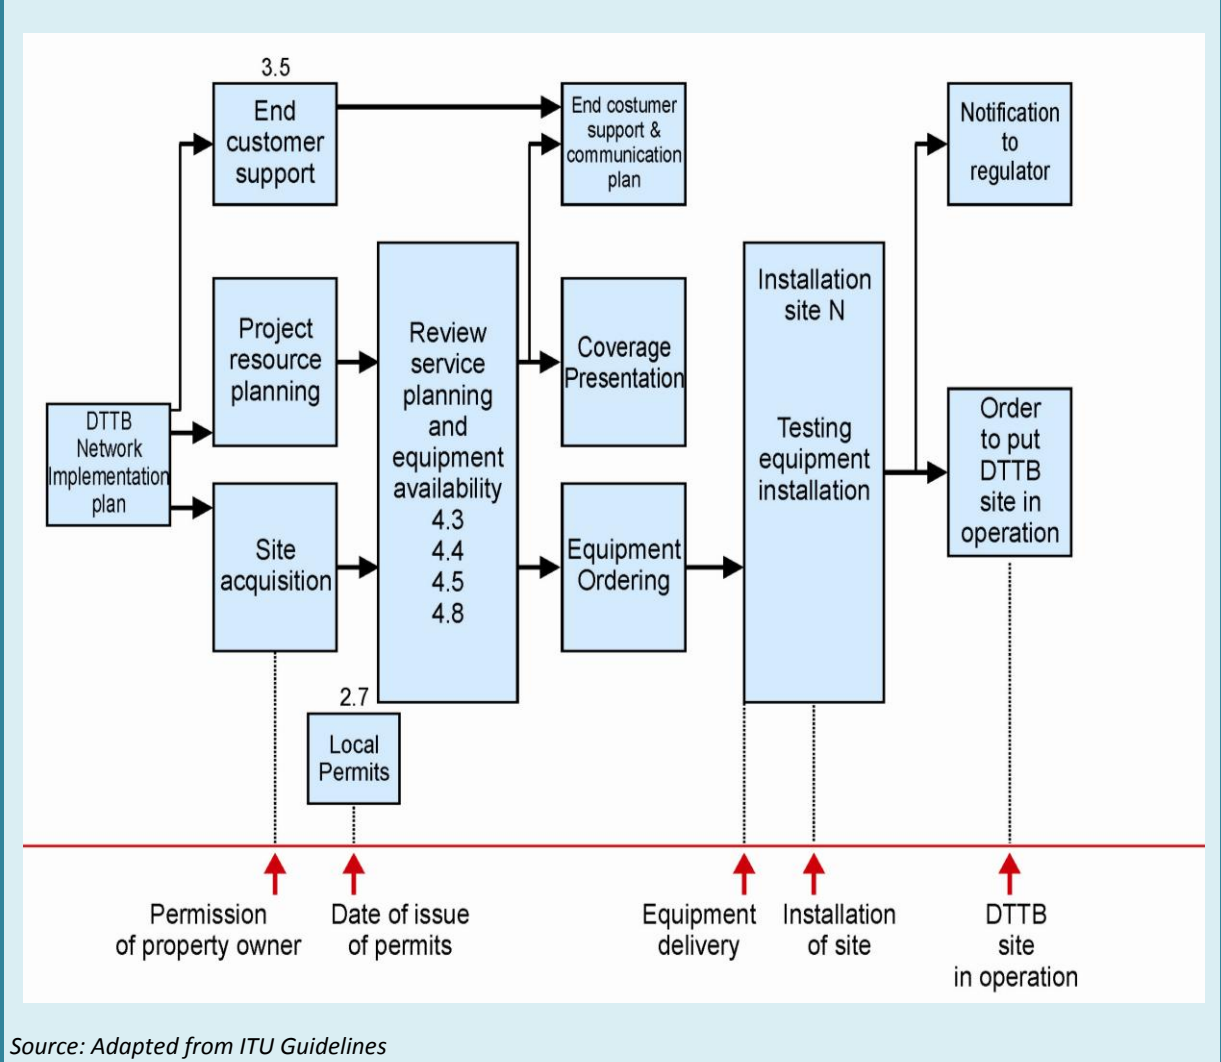 3.5
End
customer
support
End costumer
support &
communication
plan
Notification
to
regulator
Project
resource
planning
Review
service
planning
and
equipment
availability
4.3
4.4
4.5
4.8
Coverage
Presentation
Installation
site N
Testing
equipment
installation
DTTB
Network
Implementation
plan
Site
acquisition
Equipment
Ordering
Order
to put
DTTB
site in
operation
2.7
Local
Permits
Permission
of property owner
Date of issue
of permits
Equipment
delivery
Installation
of site
DTTB
site
in operation
Source: Adapted from ITU Guidelines